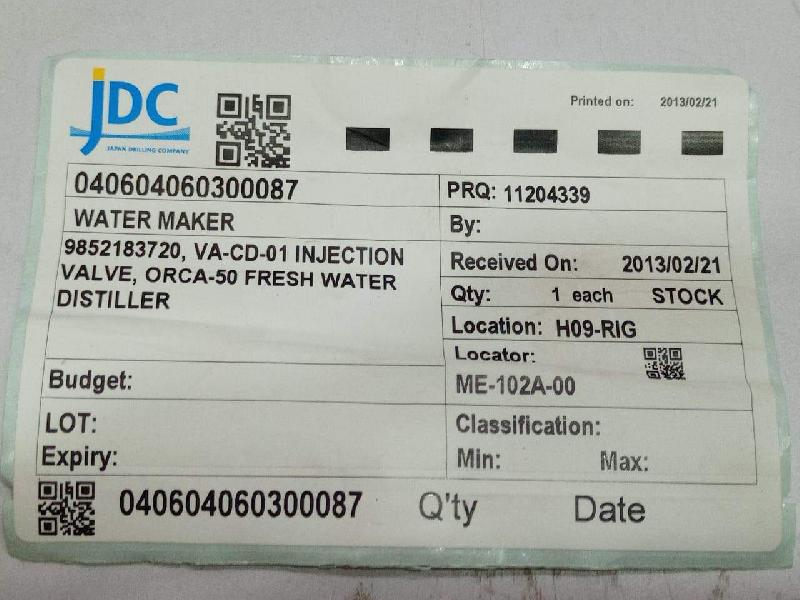 JDC
JAPAN DRILLING COMPANY
Printed on: 2013/02/21
040604060300087
PRQ: 11204339
WATER MAKER
By:
9852183720, VA-CD-01 INJECTION
VALVE, ORCA-50 FRESH WATER
DISTILLER
Received On: 2013/02/21
Qty: 1 each STOCK
Location: H09-RIG
Locator:
ME-102A-00
Budget:
LOT:
Expiry:
Classification:
Min: Max:
040604060300087 Q'ty Date